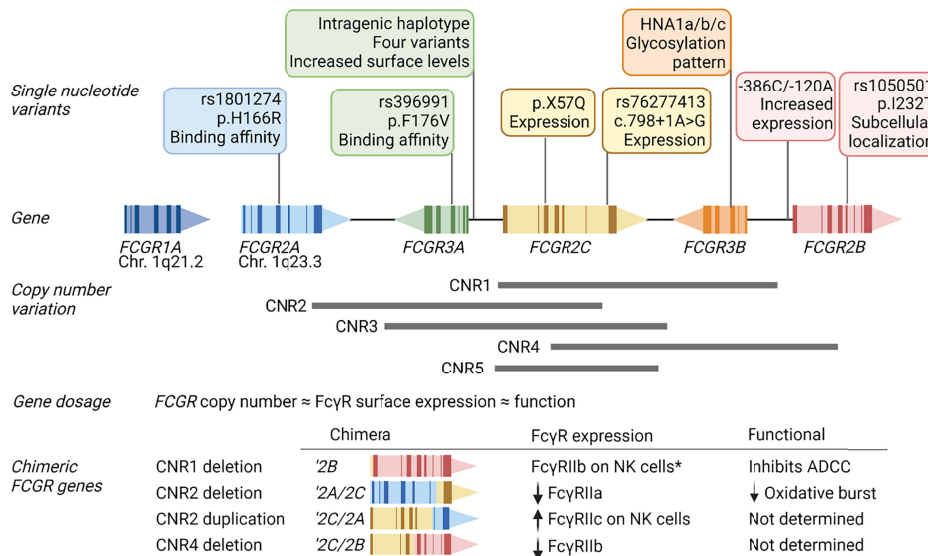 Intragenic haplotype
Four variants
Increased surface levels
HNA1a/b/c
Glycosylation
pattern
Single nucleotide
variants
rs1801274
p.H166R
Binding affinity
rs396991
p.F176V
Binding affinity
p.X57Q
Expression
rs76277413
c.798+1A>G
Expression
-386C/-120A
Increased
expression
rs1050501
p.I232T
Subcellular
localization
Gene
FCGR1A
Chr. 1q21.2
FCGR2A
Chr. 1q23.3
FCGR3A
FCGR2C
FCGR3B
FCGR2B
Copy number
variation
CNR1
CNR2
CNR3
CNR4
CNR5
Gene dosage
FCGR copy number ≈ FcγR surface expression ≈ function
Chimera
FcγR expression
Functional
Chimeric
FCGR genes
CNR1 deletion '2B FcγRIIb on NK cells* Inhibits ADCC
CNR2 deletion '2A/2C ↓ FcγRIIa ↓ Oxidative burst
CNR2 duplication '2C/2A ↑ FcγRIIc on NK cells Not determined
CNR4 deletion '2C/2B ↓ FcγRIIb Not determined